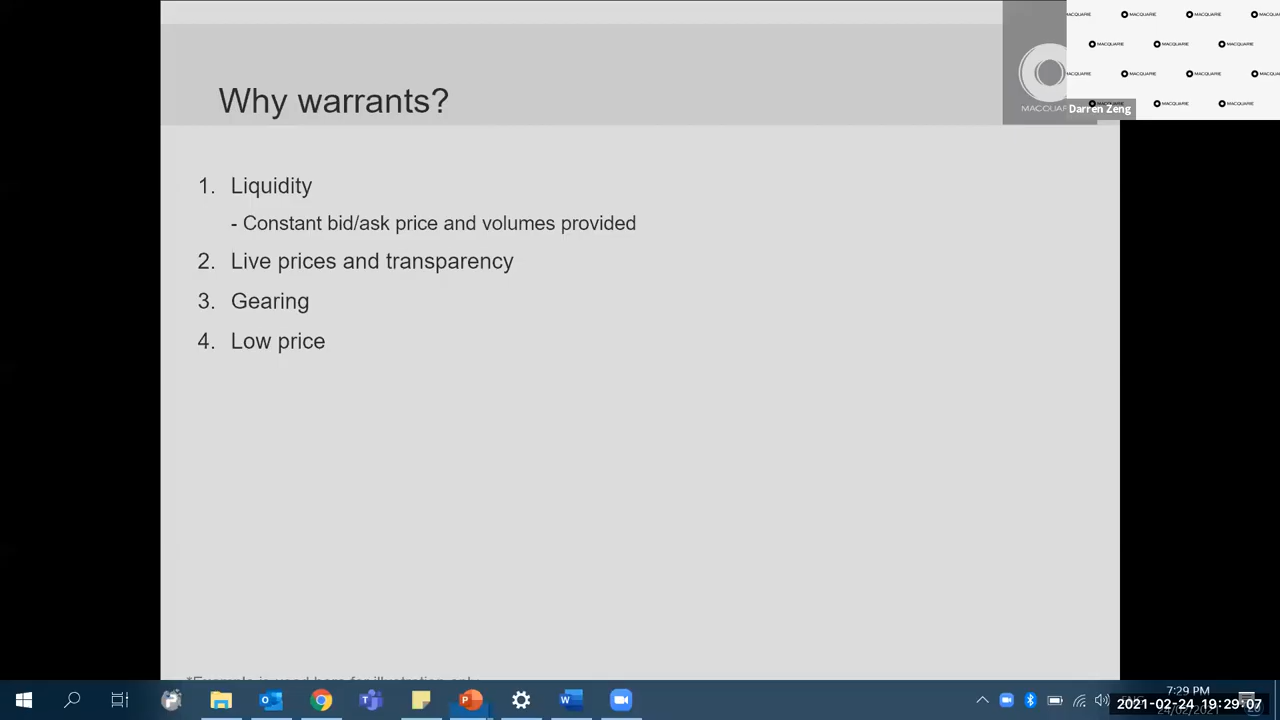 Why warrants?
MACQUARIE
Darren Zeng
1. Liquidity
- Constant bid/ask price and volumes provided
2. Live prices and transparency
3. Gearing
4. Low price
7:29 PM
2021-02-24 19:29:07